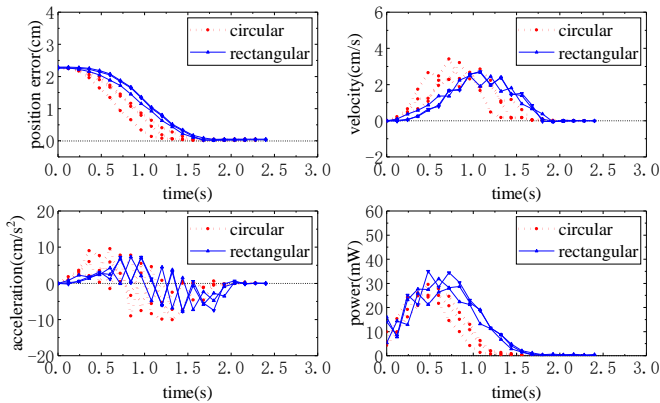 position error(cm)
4
3
2
1
0
circular
rectangular
0.0 0.5 1.0 1.5 2.0 2.5 3.0
time(s)
velocity(cm/s)
6
4
2
0
-2
circular
rectangular
0.0 0.5 1.0 1.5 2.0 2.5 3.0
time(s)
acceleration(cm/s²)
20
10
0
-10
-20
circular
rectangular
0.0 0.5 1.0 1.5 2.0 2.5 3.0
time(s)
power(mW)
60
50
40
30
20
10
0
circular
rectangular
0.0 0.5 1.0 1.5 2.0 2.5 3.0
time(s)